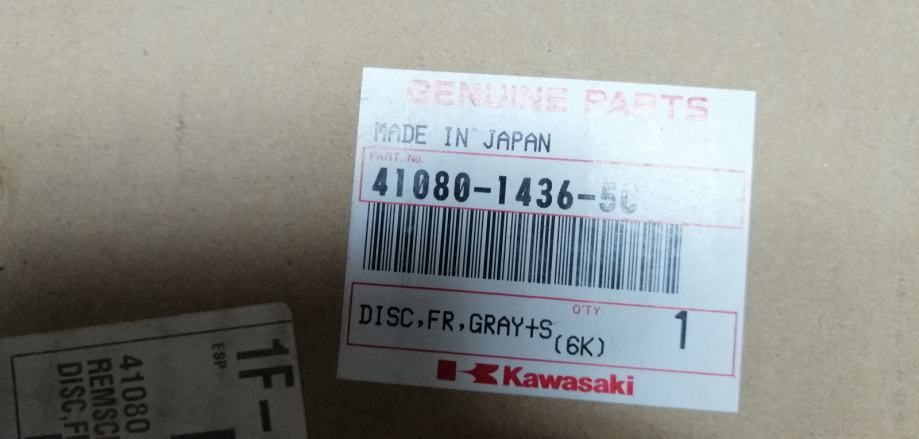 GENUINE PARTS
MADE IN JAPAN
PART. No.
41080-1436-5C
DISC,FR,GRAY+S
(6K)
Q'TY
1
Kawasaki
1F-
ESP
41080
REMSC
DISC,F